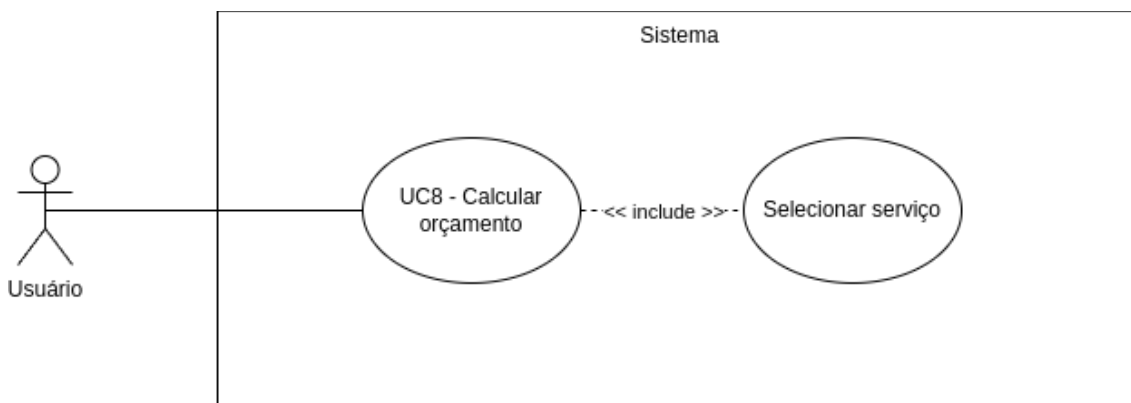 Sistema
UC8 - Calcular
orçamento
<< include >>
Selecionar serviço
Usuário